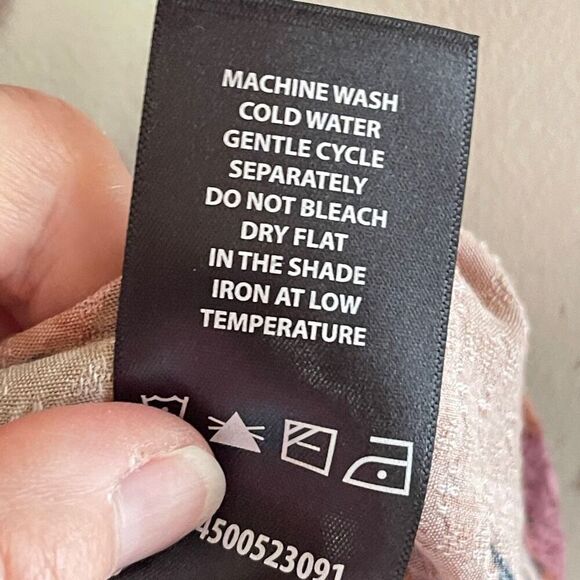 MACHINE WASH
COLD WATER
GENTLE CYCLE
SEPARATELY
DO NOT BLEACH
DRY FLAT
IN THE SHADE
IRON AT LOW
TEMPERATURE
4500523091